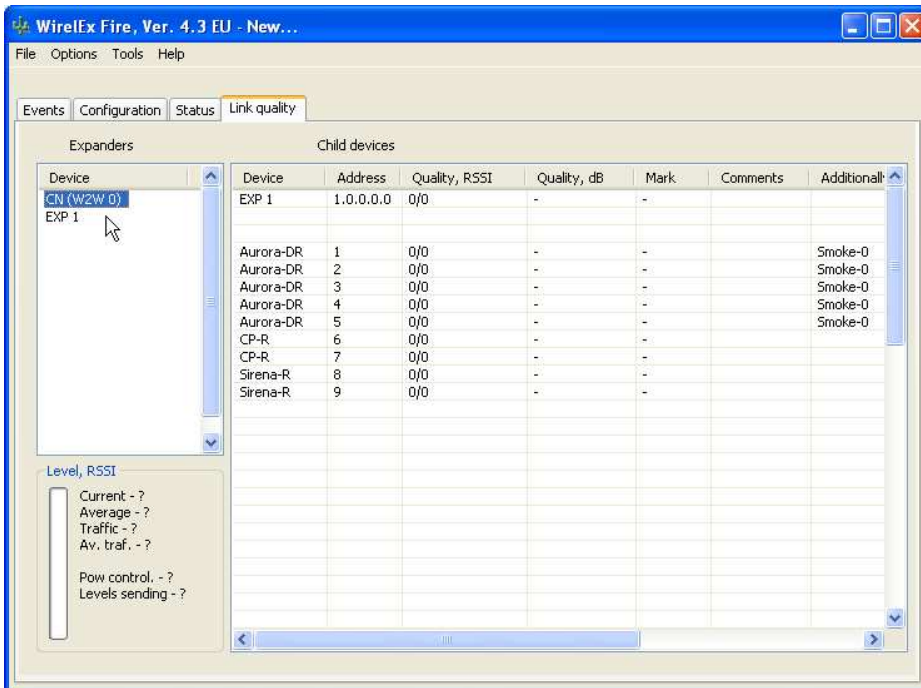 WirelEx Fire, Ver. 4.3 EU - New...
File Options Tools Help
Events Configuration Status Link quality
Expanders
Device
CN (W2W 0)
EXP 1
Level, RSSI
Current - ?
Average - ?
Traffic - ?
Av. traf. - ?
Pow control. - ?
Levels sending - ?
Child devices
Device Address Quality, RSSI Quality, dB Mark Comments Additionall
EXP 1 1.0.0.0.0 0/0 - -
Aurora-DR 1 0/0 - - Smoke-0
Aurora-DR 2 0/0 - - Smoke-0
Aurora-DR 3 0/0 - - Smoke-0
Aurora-DR 4 0/0 - - Smoke-0
Aurora-DR 5 0/0 - - Smoke-0
CP-R 6 0/0 - -
CP-R 7 0/0 - -
Sirena-R 8 0/0 - -
Sirena-R 9 0/0 - -